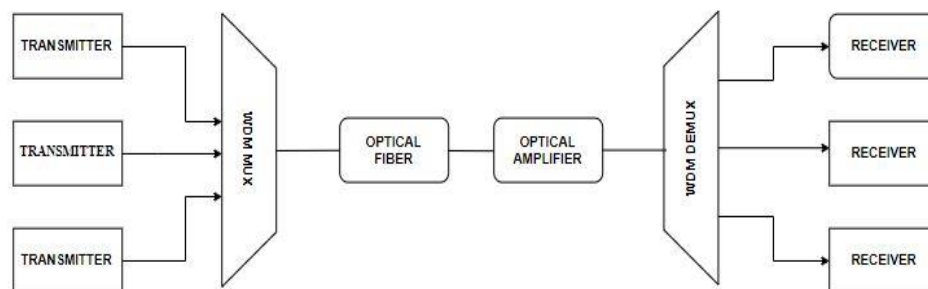 TRANSMITTER
TRANSMITTER
TRANSMITTER
WDM MUX
OPTICAL
FIBER
OPTICAL
AMPLIFIER
WDM DEMUX
RECEIVER
RECEIVER
RECEIVER